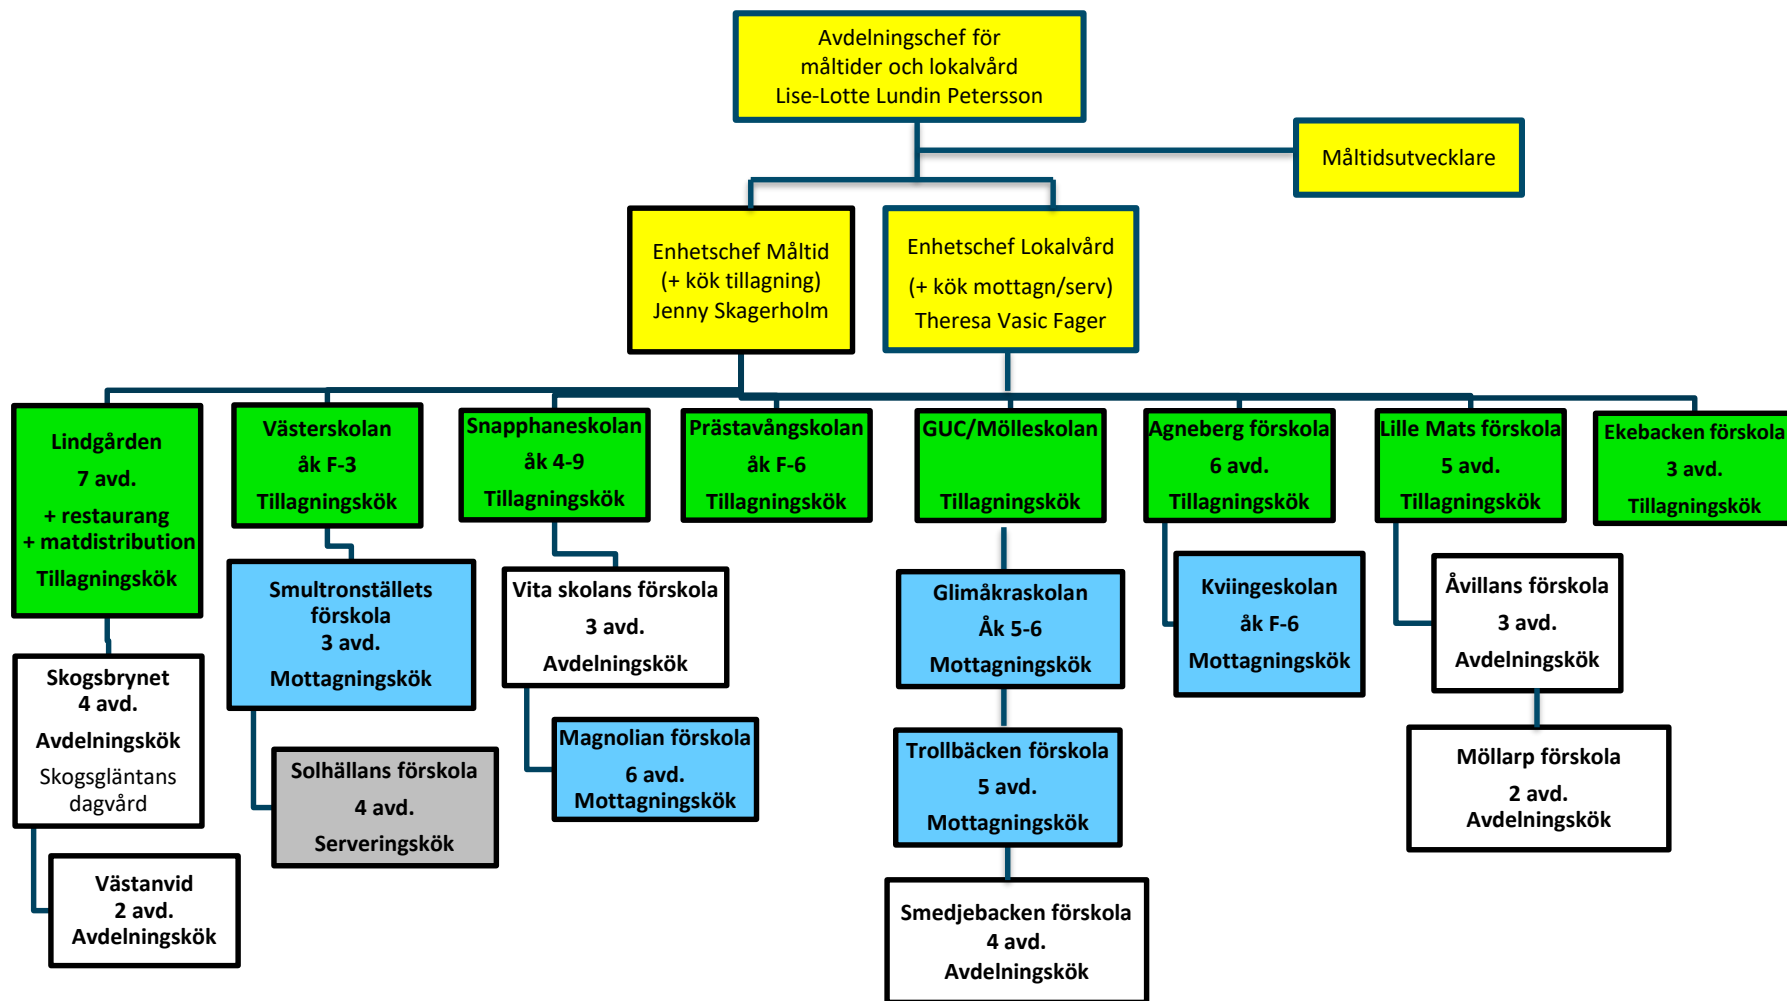 Avdelningschef för
måltider och lokalvård
Lise-Lotte Lundin Petersson
Måltidsutvecklare
Enhetschef Måltid
(+ kök tillagning)
Jenny Skagerholm
Enhetschef Lokalvård
(+ kök mottagn/serv)
Theresa Vasic Fager
Lindgården
7 avd.
+ restaurang
+ matdistribution
Tillagningskök
Västerskolan
åk F-3
Tillagningskök
Snapphaneskolan
åk 4-9
Tillagningskök
Prästavångskolan
åk F-6
Tillagningskök
GUC/Mölleskolan
Tillagningskök
Agneberg förskola
6 avd.
Tillagningskök
Lille Mats förskola
5 avd.
Tillagningskök
Ekebacken förskola
3 avd.
Tillagningskök
Smultronställets
förskola
3 avd.
Mottagningskök
Vita skolans förskola
3 avd.
Avdelningskök
Glimåkraskolan
Åk 5-6
Mottagningskök
Kviingeskolan
åk F-6
Mottagningskök
Åvillans förskola
3 avd.
Avdelningskök
Skogsbrynet
4 avd.
Avdelningskök
Skogsgläntans
dagvård
Solhällans förskola
4 avd.
Serveringskök
Magnolian förskola
6 avd.
Mottagningskök
Trollbäcken förskola
5 avd.
Mottagningskök
Möllarp förskola
2 avd.
Avdelningskök
Västanvid
2 avd.
Avdelningskök
Smedjebacken förskola
4 avd.
Avdelningskök